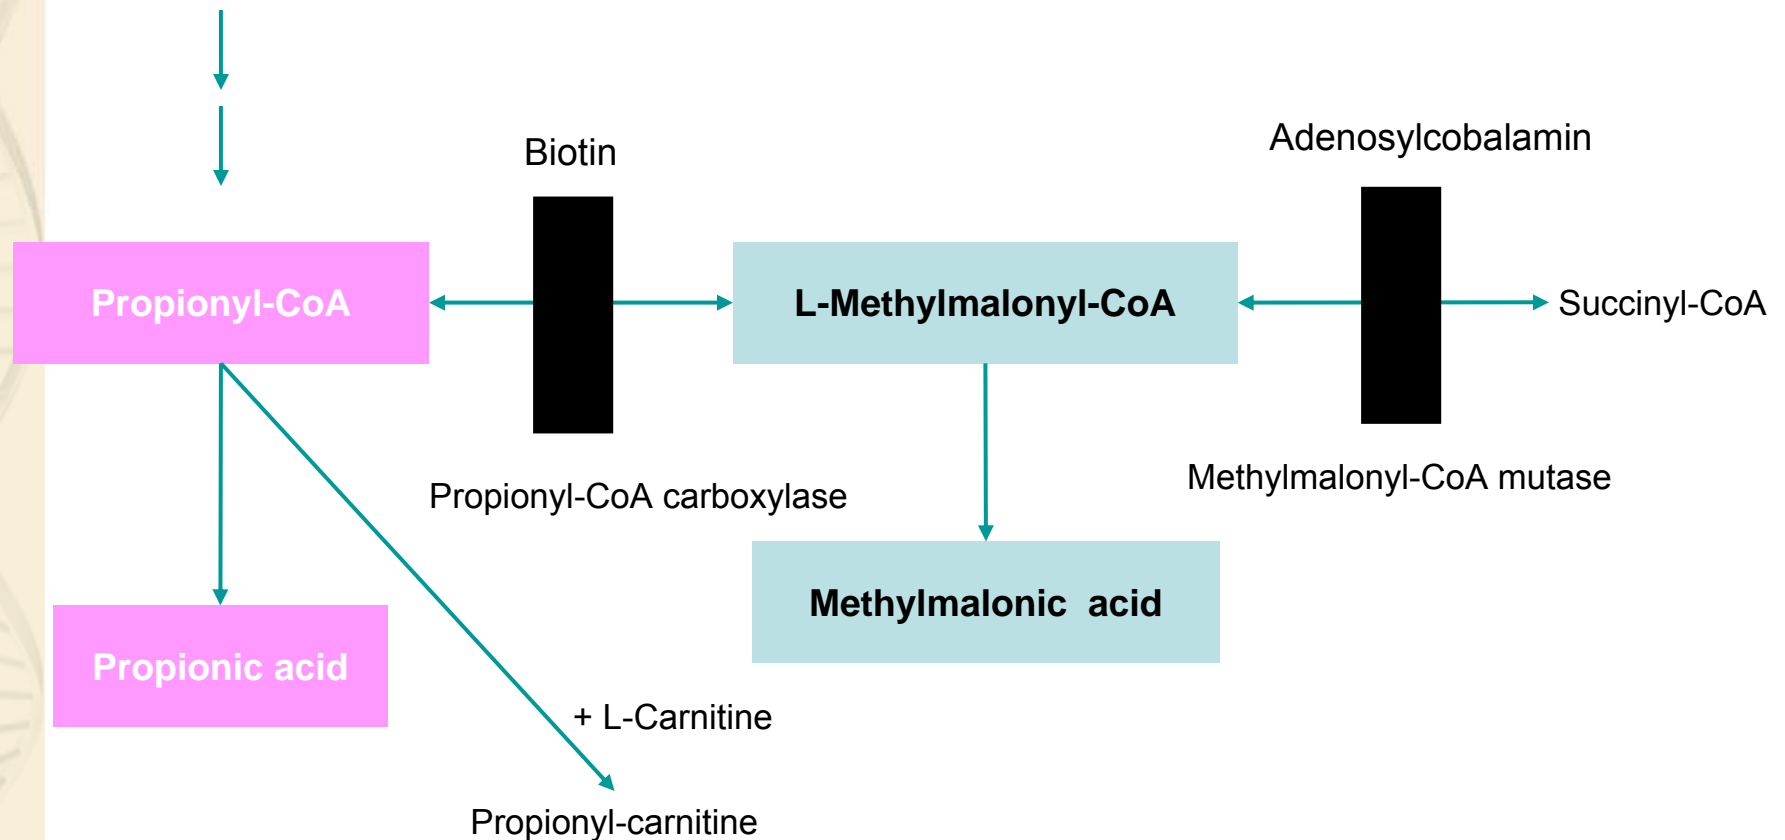 Biotin
Adenosylcobalamin
Propionyl-CoA
L-Methylmalonyl-CoA
Succinyl-CoA
Propionyl-CoA carboxylase
Methylmalonyl-CoA mutase
Methylmalonic acid
Propionic acid
+ L-Carnitine
Propionyl-carnitine